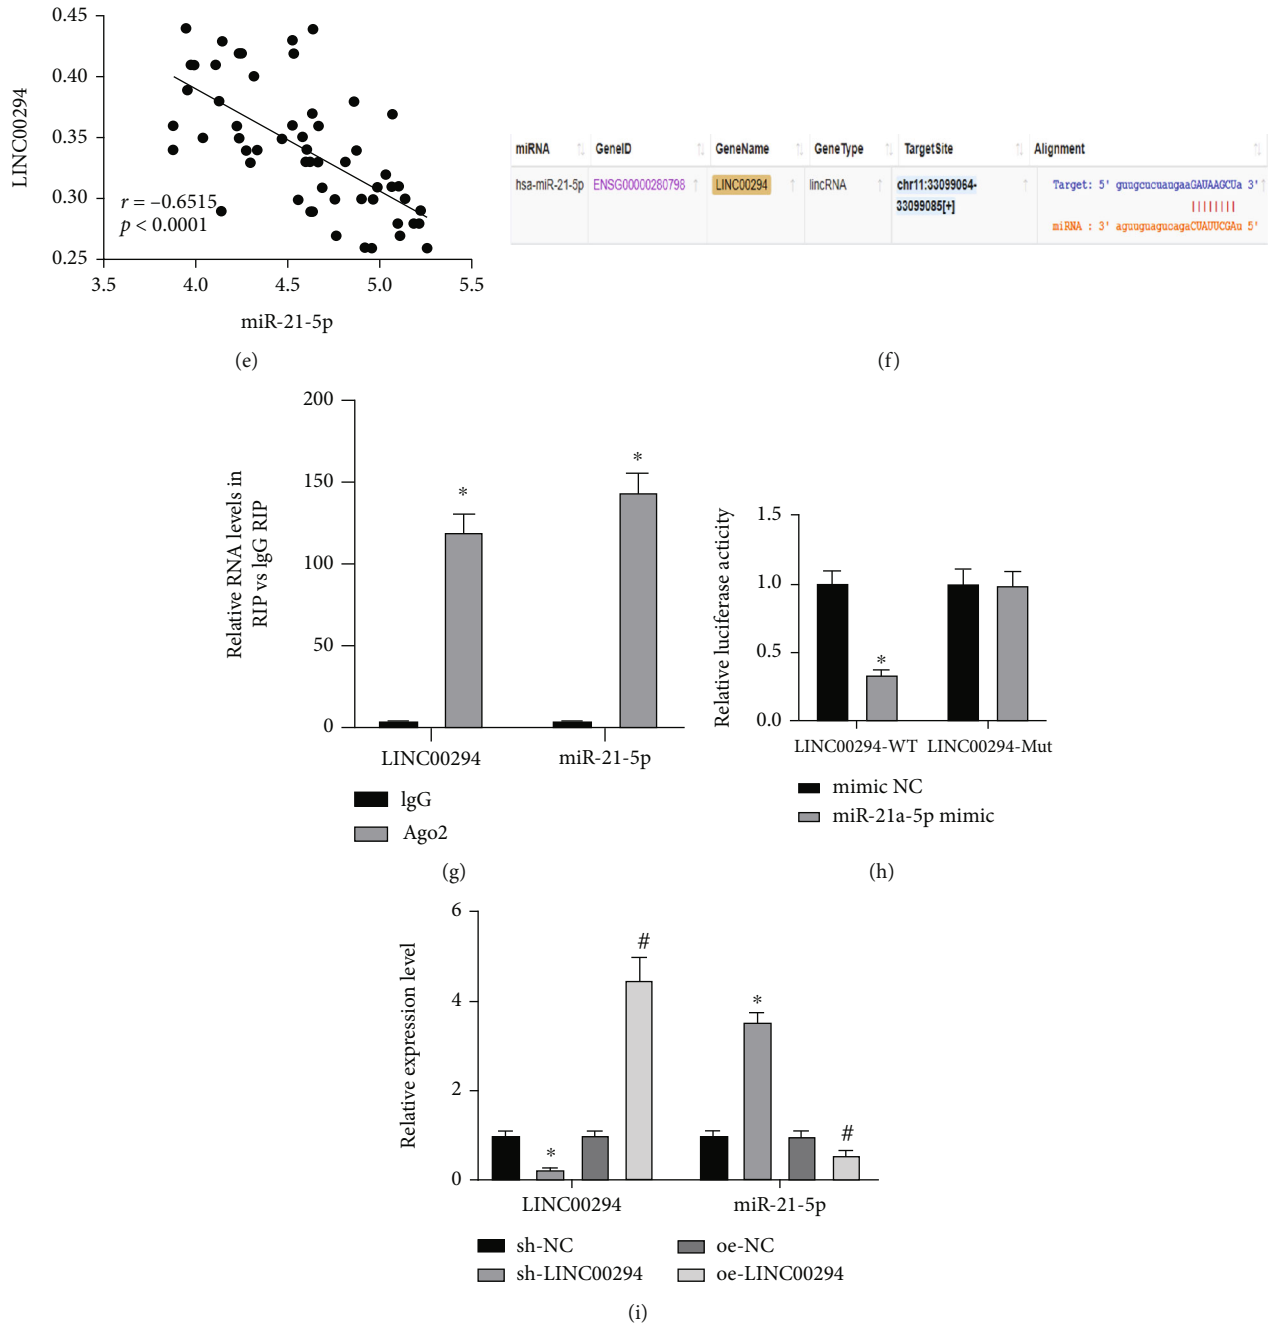 0.45
0.40
0.35
0.30
0.25
LINC00294
r = −0.6515
p < 0.0001
3.5 4.0 4.5 5.0 5.5
miR-21-5p
(e)
miRNA GeneID GeneName GeneType TargetSite Alignment
hsa-miR-21-5p ENSG00000280798 LINC00294 lincRNA chr11:33099064-
33099085[+]
Target: 5' guugcucuaugaaGAUAAGCUa 3'
||||||||
miRNA : 3' aguuguagucagaCUAUUCGAu 5'
(f)
200
150
100
50
0
Relative RNA levels in
RIP vs lgG RIP
* *
LINC00294 miR-21-5p
lgG
Ago2
(g)
1.5
1.0
0.5
0.0
Relative luciferase acticity
*
LINC00294-WT LINC00294-Mut
mimic NC
miR-21a-5p mimic
(h)
6
4
2
0
Relative expression level
* # * #
LINC00294 miR-21-5p
sh-NC oe-NC
sh-LINC00294 oe-LINC00294
(i)